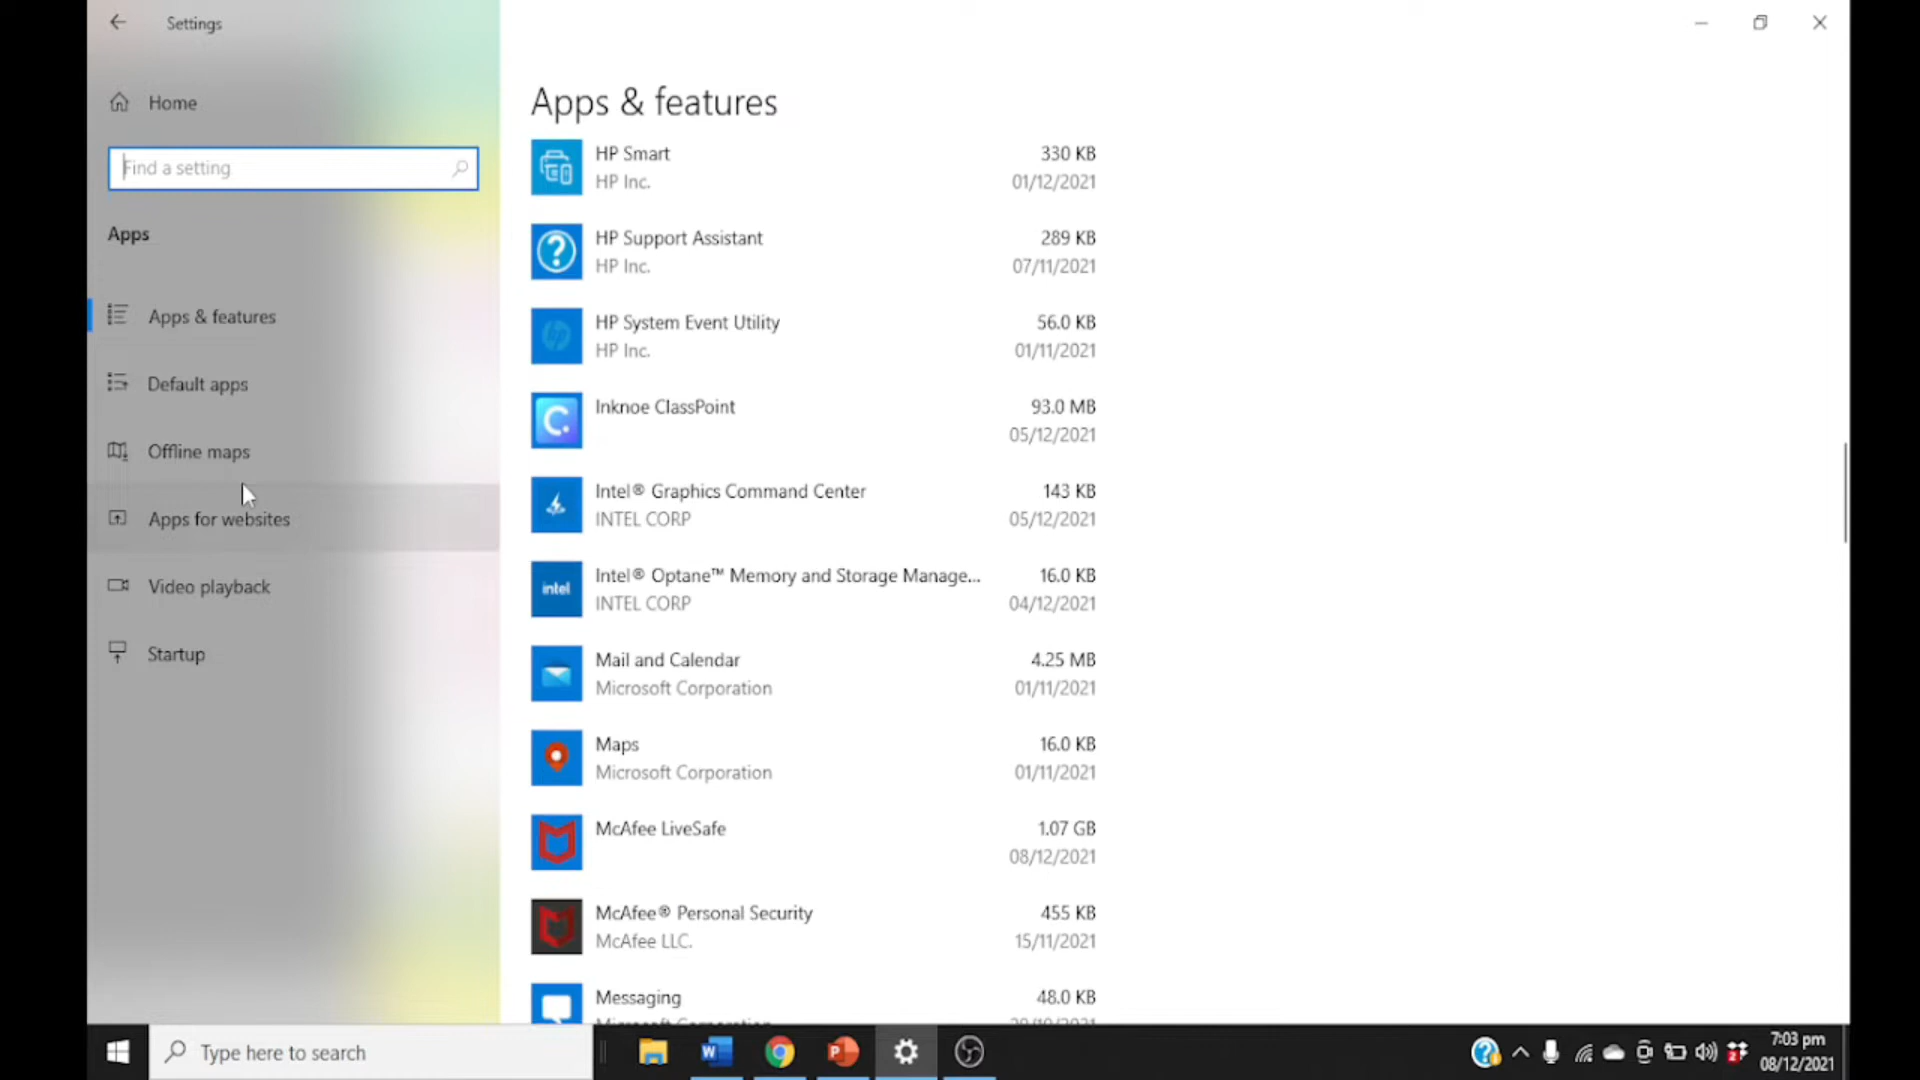 Settings
Home
Find a setting
Apps
Apps & features
Default apps
Offline maps
Apps for websites
Video playback
Startup
Apps & features
HP Smart 330 KB
HP Inc. 01/12/2021
HP Support Assistant 289 KB
HP Inc. 07/11/2021
HP System Event Utility 56.0 KB
HP Inc. 01/11/2021
Inknoe ClassPoint 93.0 MB
05/12/2021
Intel® Graphics Command Center 143 KB
INTEL CORP 05/12/2021
intel
Intel® Optane™ Memory and Storage Manage... 16.0 KB
INTEL CORP 04/12/2021
Mail and Calendar 4.25 MB
Microsoft Corporation 01/11/2021
Maps 16.0 KB
Microsoft Corporation 01/11/2021
McAfee LiveSafe 1.07 GB
08/12/2021
McAfee® Personal Security 455 KB
McAfee LLC. 15/11/2021
Messaging 48.0 KB
Type here to search
7:03 pm
08/12/2021